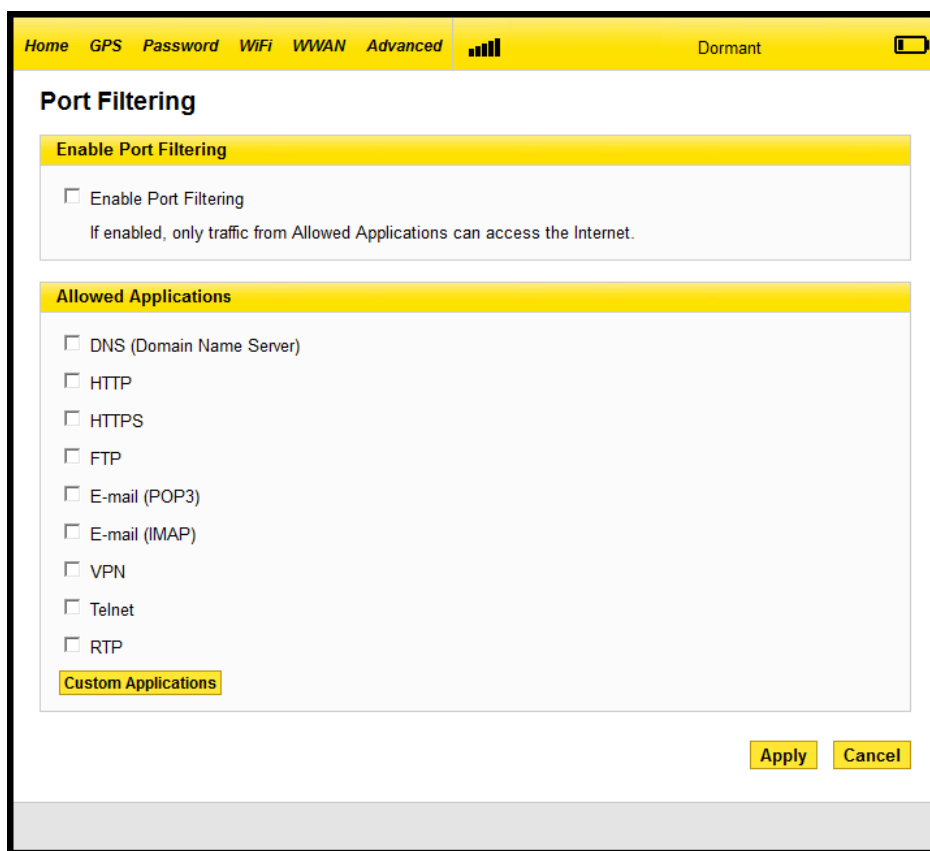 Home GPS Password WiFi WWAN Advanced Dormant
Port Filtering
Enable Port Filtering
Enable Port Filtering
If enabled, only traffic from Allowed Applications can access the Internet.
Allowed Applications
DNS (Domain Name Server)
HTTP
HTTPS
FTP
E-mail (POP3)
E-mail (IMAP)
VPN
Telnet
RTP
Custom Applications
Apply Cancel